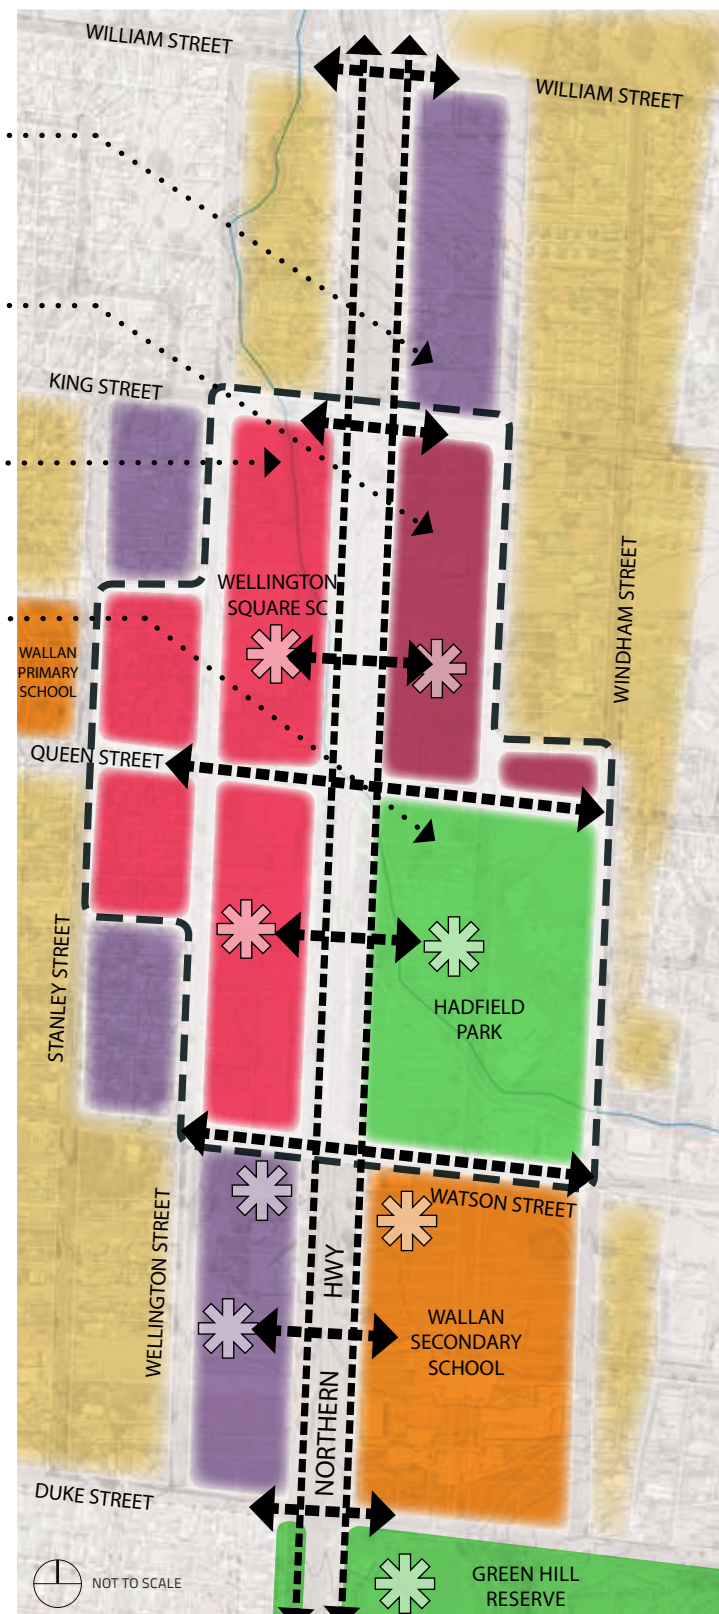 WILLIAM STREET
WILLIAM STREET
KING STREET
WINDHAM STREET
WELLINGTON
SQUARE SC
WALLAN
PRIMARY
SCHOOL
QUEEN STREET
STANLEY STREET
HADFIELD
PARK
WATSON STREET
WELLINGTON STREET
NORTHERN HWY
WALLAN
SECONDARY
SCHOOL
DUKE STREET
NOT TO SCALE
GREEN HILL
RESERVE